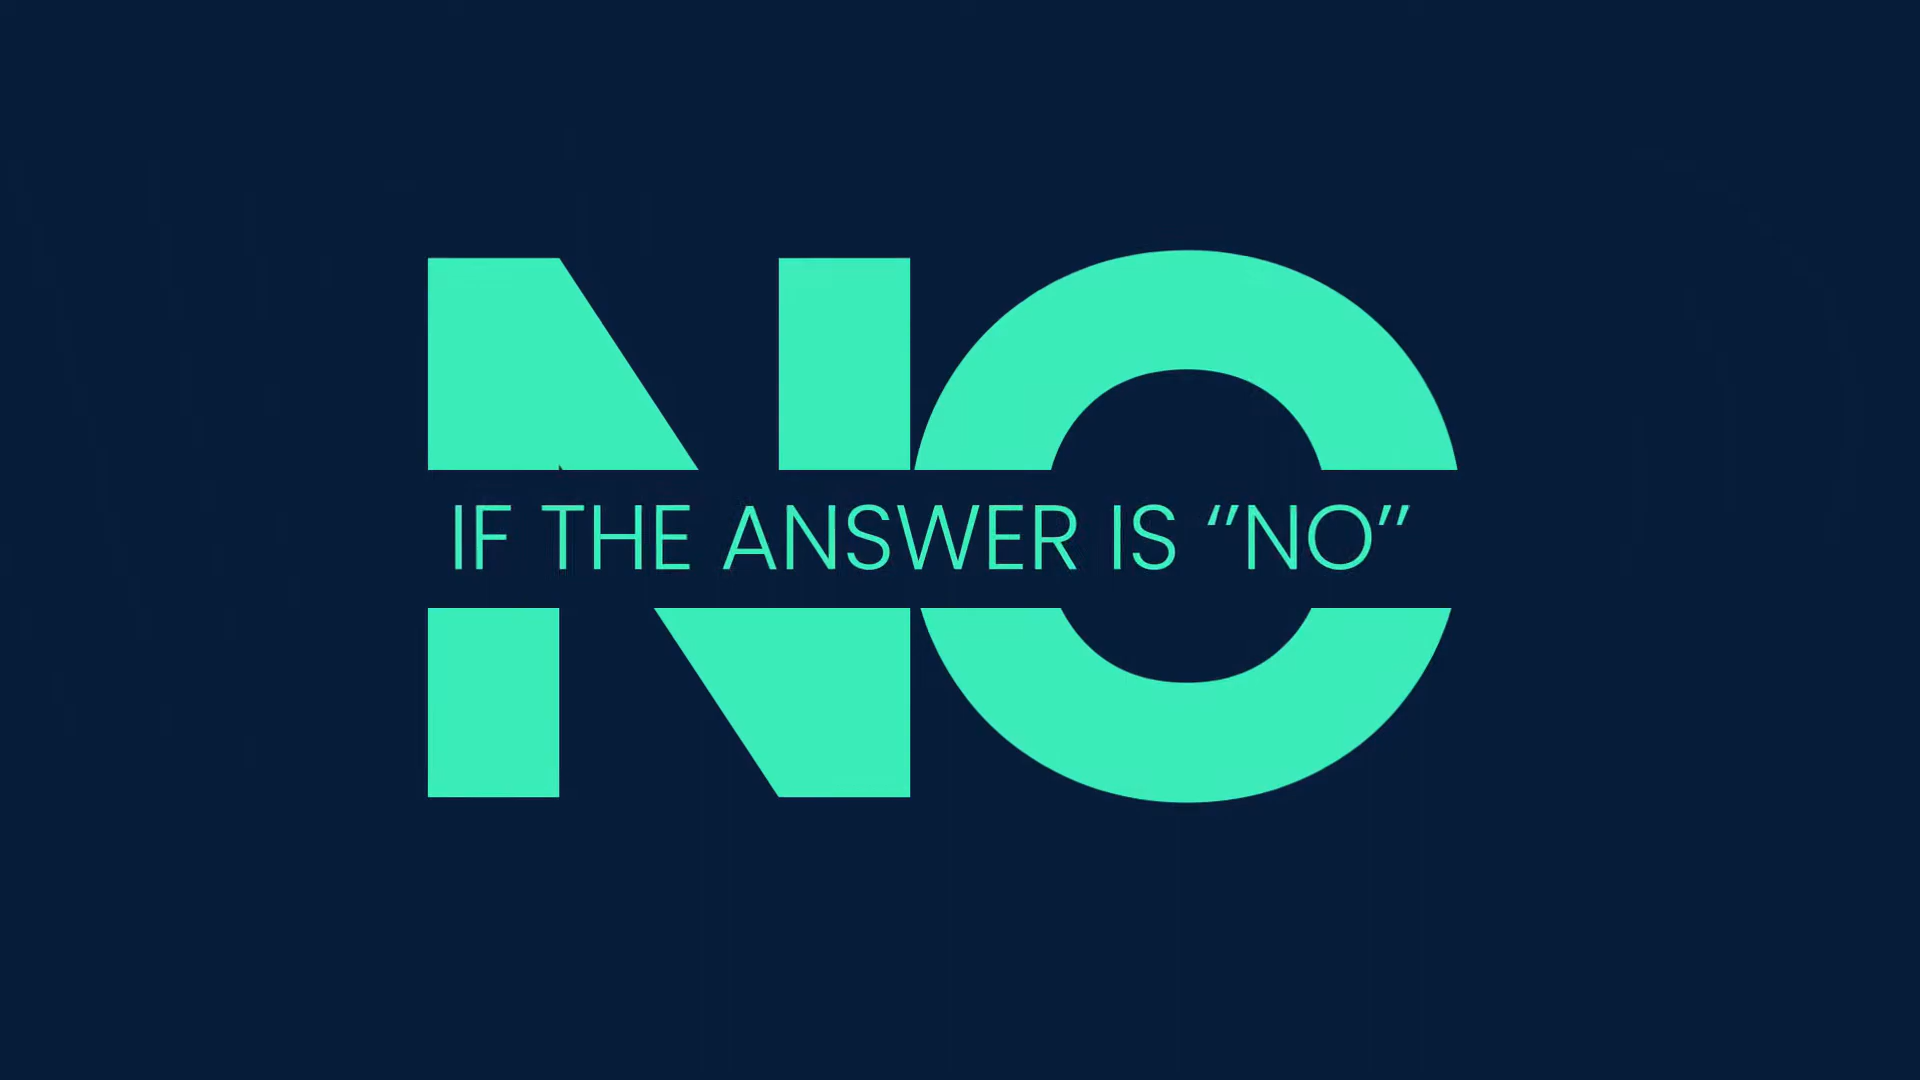 NO
IF THE ANSWER IS “NO”